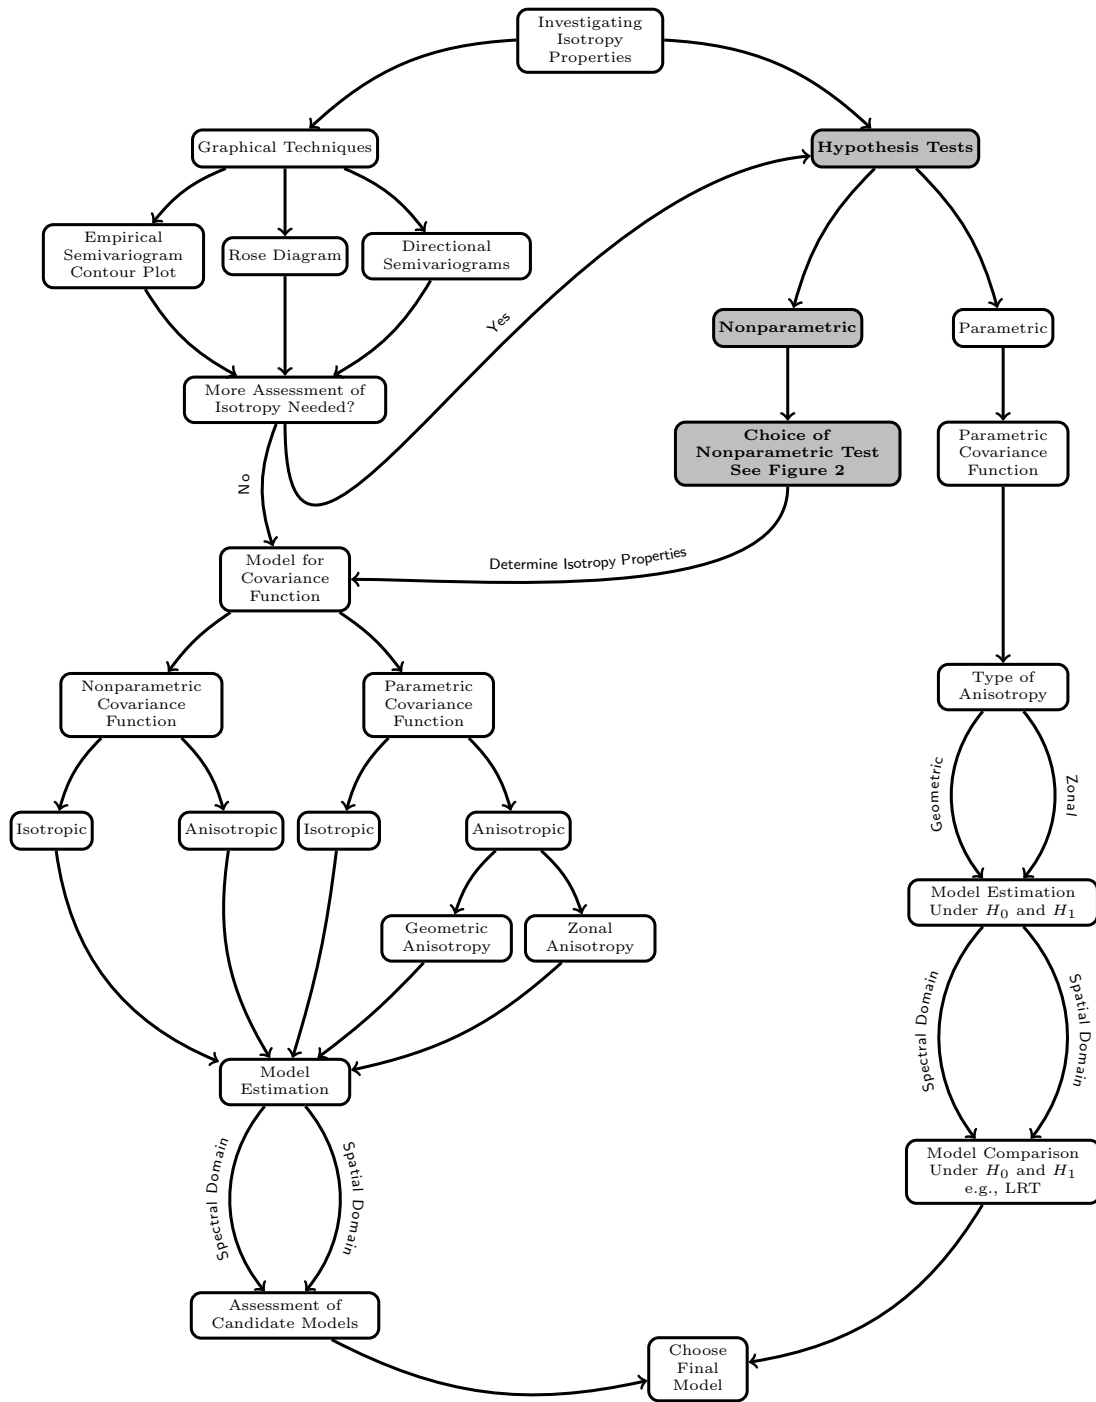 Investigating
Isotropy
Properties
Graphical Techniques
Hypothesis Tests
Empirical
Semivariogram
Contour Plot
Rose Diagram
Directional
Semivariograms
Yes
Nonparametric
Parametric
More Assessment of
Isotropy Needed?
Choice of
Nonparametric Test
See Figure 2
Parametric
Covariance
Function
No
Determine Isotropy Properties
Model for
Covariance
Function
Nonparametric
Covariance
Function
Parametric
Covariance
Function
Type of
Anisotropy
Geometric
Zonal
Isotropic
Anisotropic
Isotropic
Anisotropic
Model Estimation
Under H0 and H1
Geometric
Anisotropy
Zonal
Anisotropy
Spectral Domain
Spatial Domain
Model
Estimation
Spectral Domain
Spatial Domain
Model Comparison
Under H0 and H1
e.g., LRT
Assessment of
Candidate Models
Choose
Final
Model